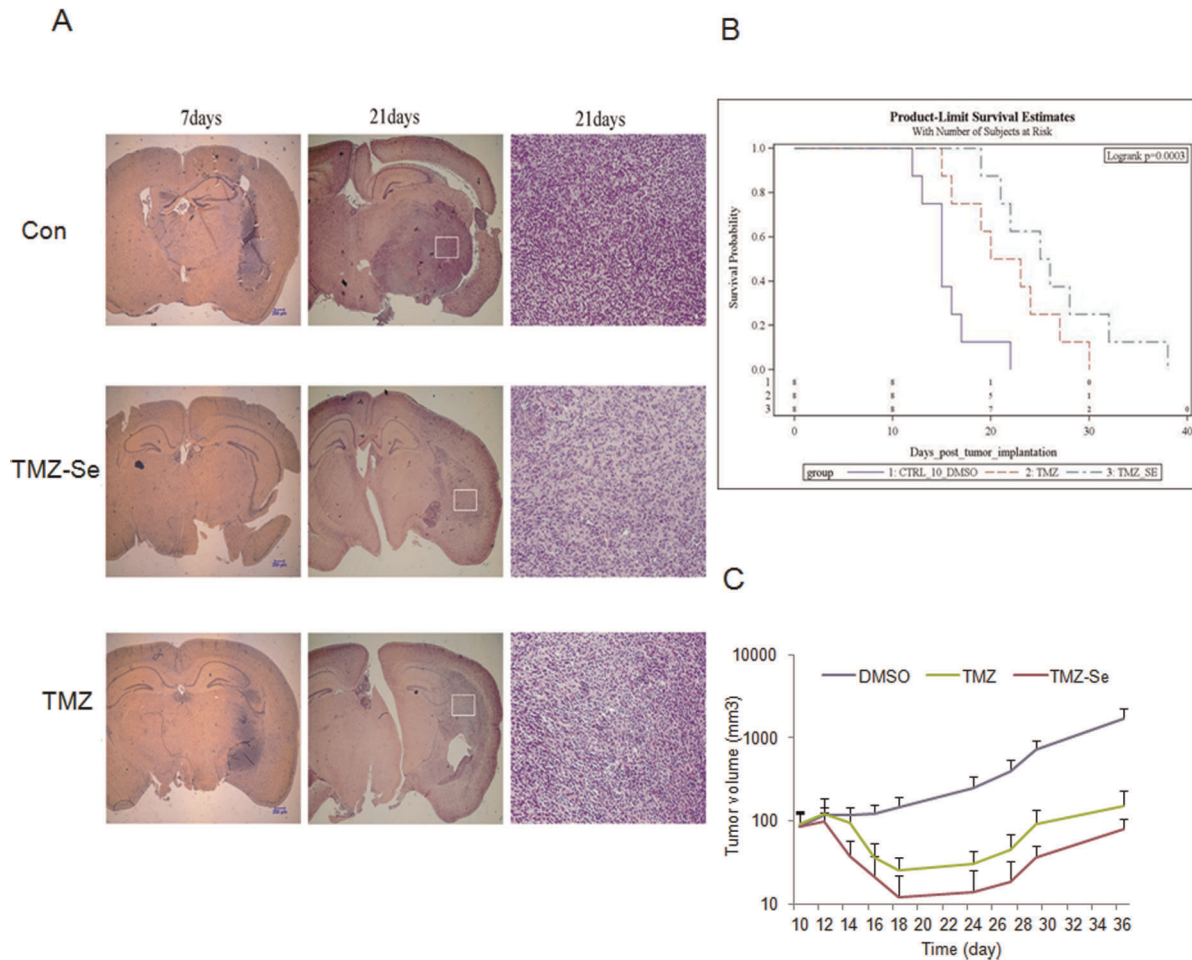 A
7days
21days
21days
Con
TMZ-Se
TMZ
B
Product-Limit Survival Estimates
With Number of Subjects at Risk
Logrank p=0.0003
1.0
0.8
0.6
0.4
0.2
0.0
Survival Probability
1 8 8 1 0
2 8 8 5 1
3 8 8 7 2 0
0 10 20 30 40
Days_post_tumor_implantation
group 1: CTRL_10_DMSO 2: TMZ 3: TMZ_SE
C
DMSO TMZ TMZ-Se
10000
1000
100
10
Tumor volume (mm3)
10 12 14 16 18 20 22 24 26 28 30 32 34 36
Time (day)